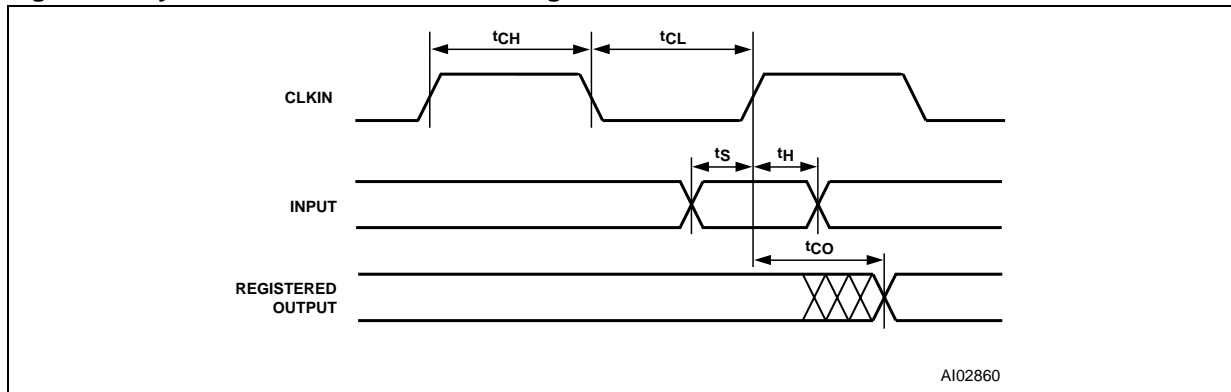 tCH
tCL
CLKIN
tS
tH
INPUT
tCO
REGISTERED
OUTPUT
AI02860